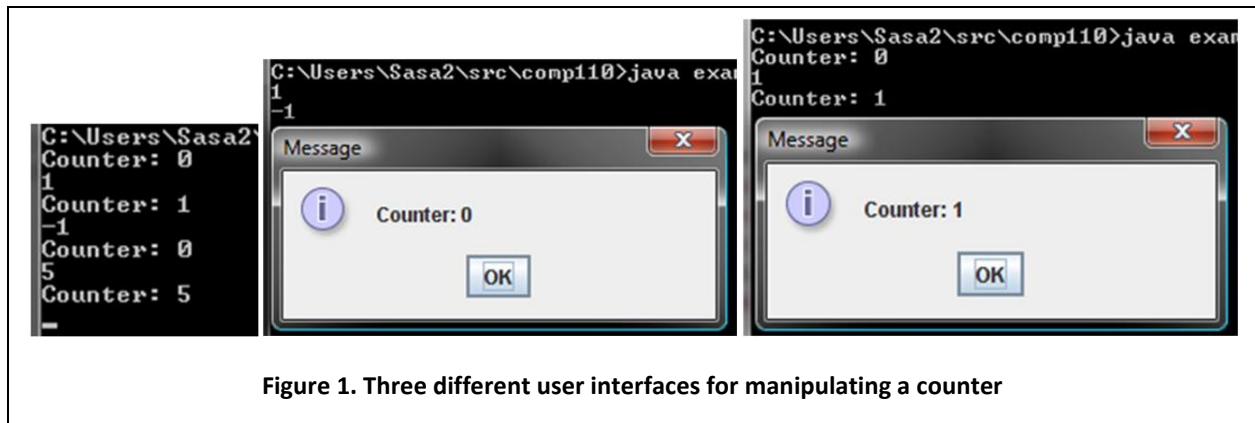 C:\Users\Sasa2
Counter: 0
1
Counter: 1
-1
Counter: 0
5
Counter: 5
C:\Users\Sasa2\src\comp110>java exa
1
-1
Message
Counter: 0
OK
C:\Users\Sasa2\src\comp110>java exam
Counter: 0
1
Counter: 1
Message
Counter: 1
OK
Figure 1. Three different user interfaces for manipulating a counter